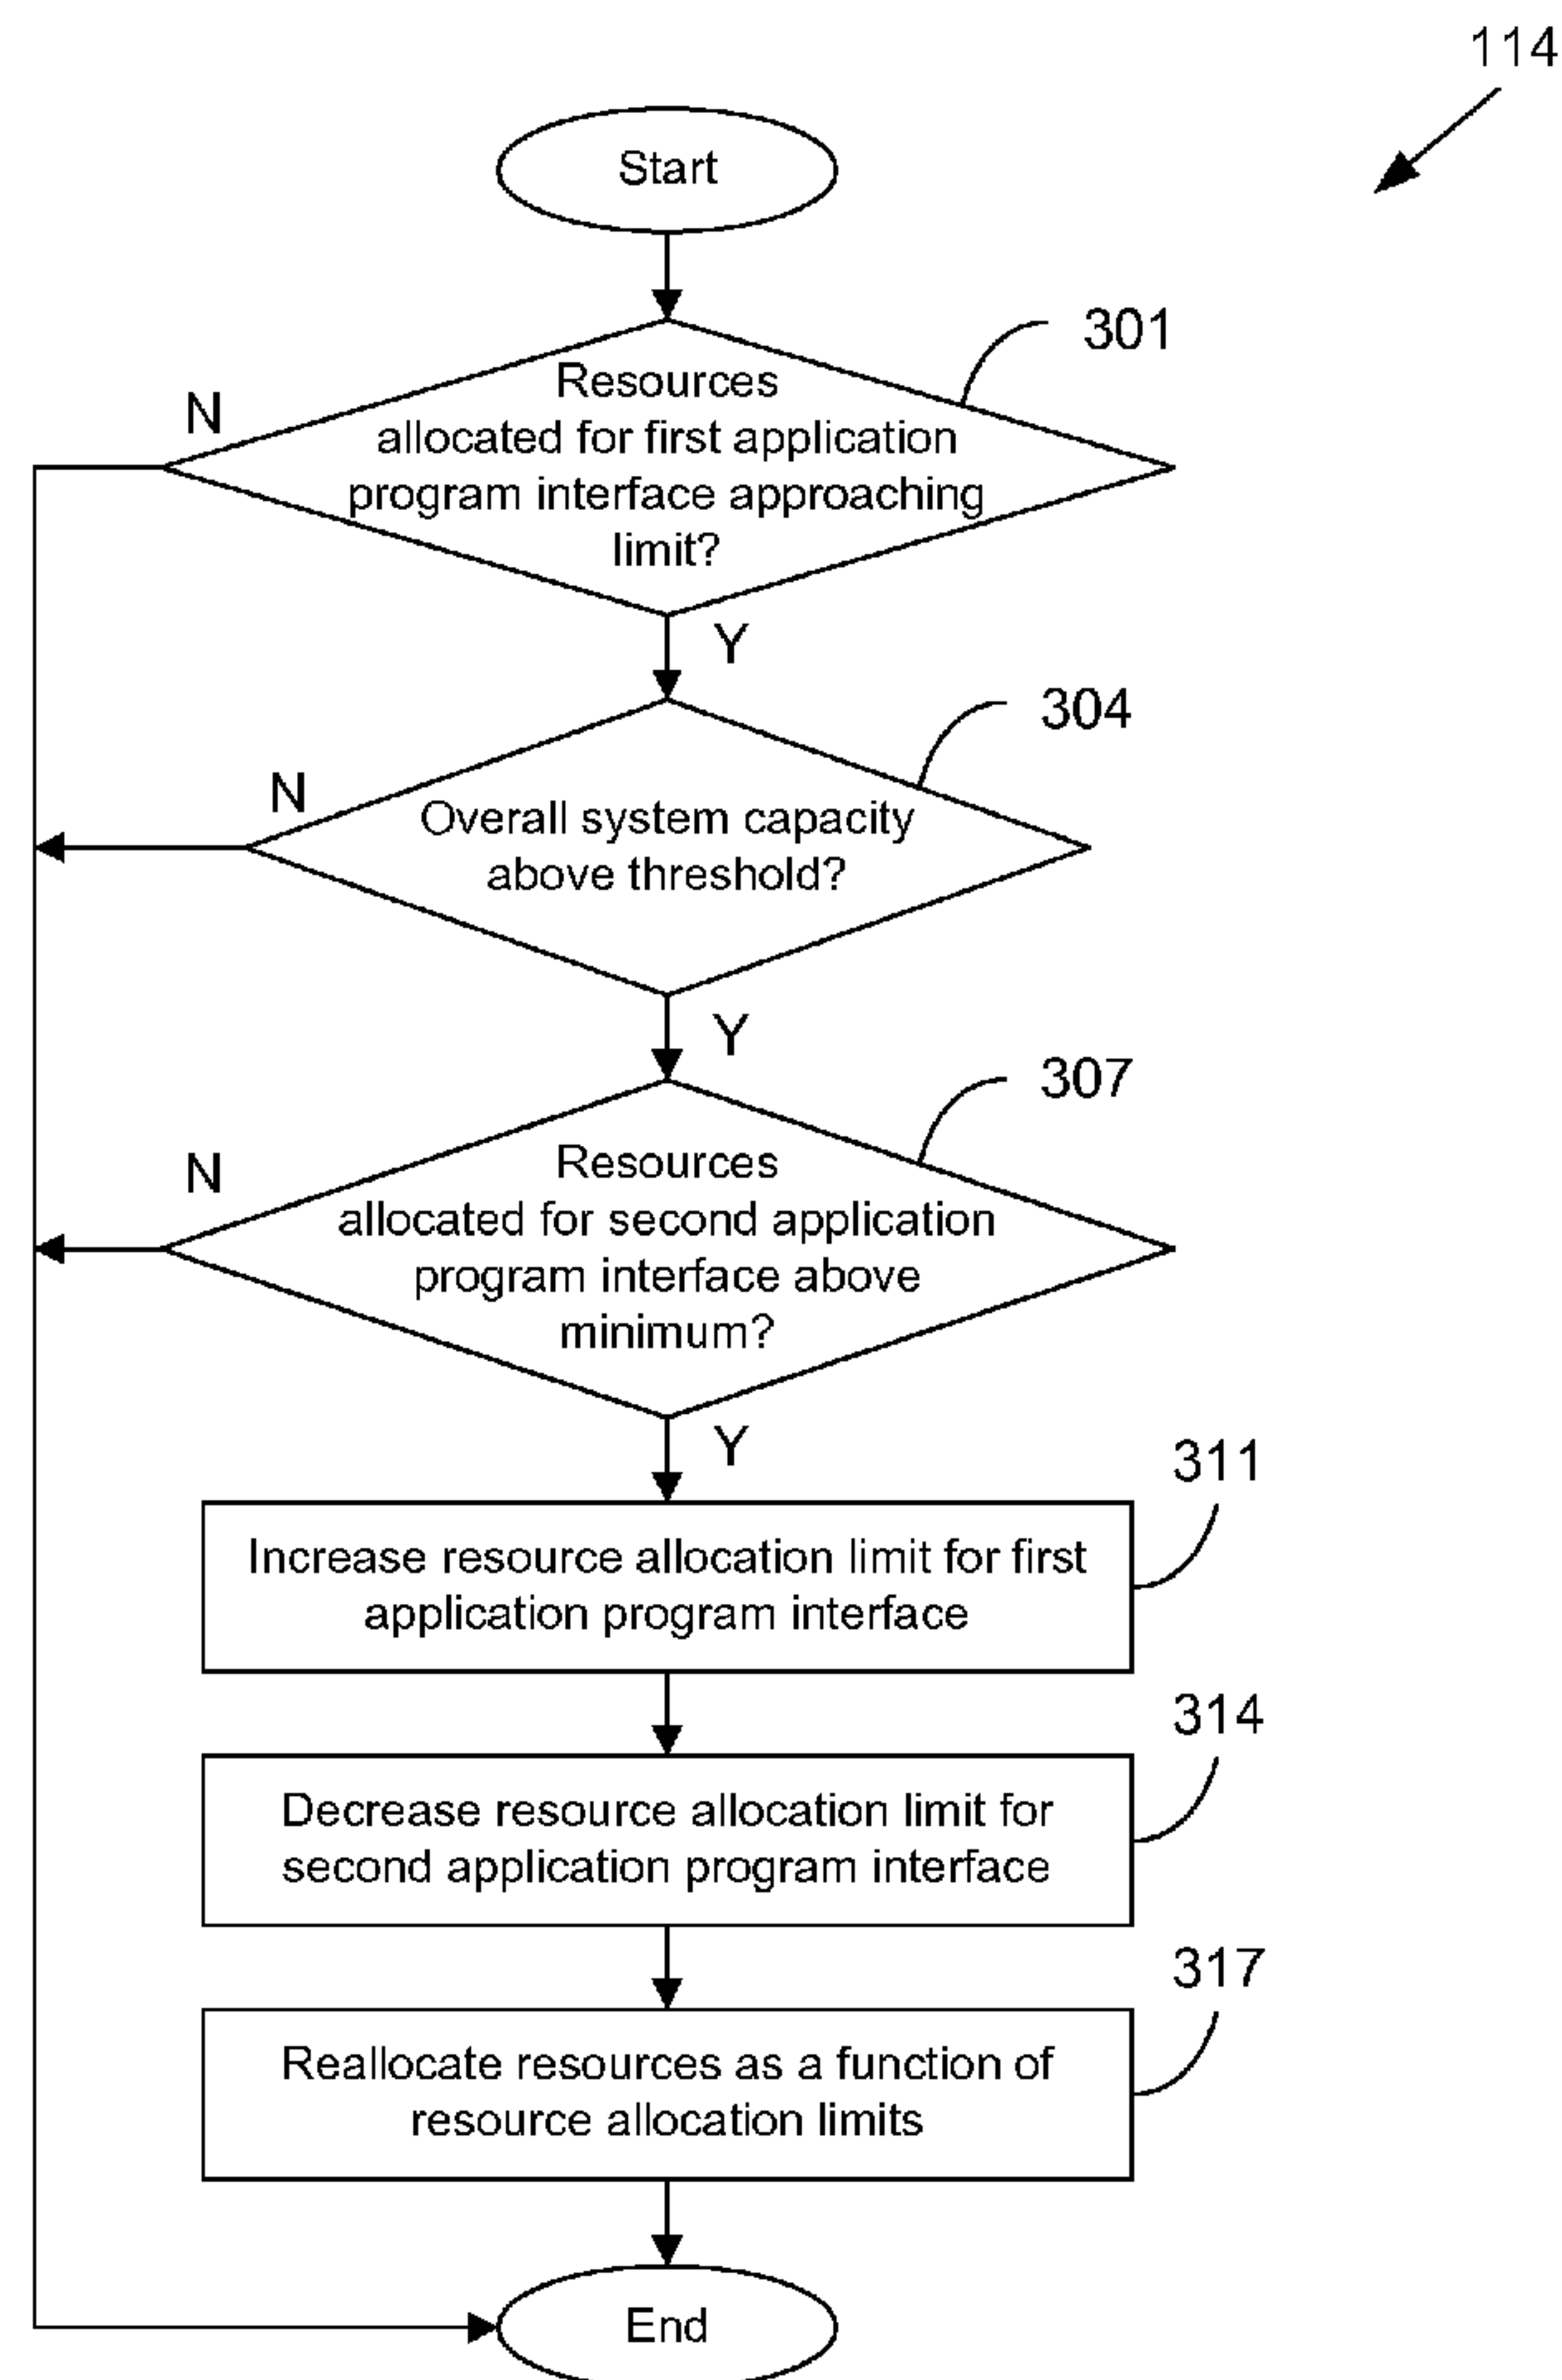 114
Start
301
Resources
allocated for first application
program interface approaching
limit?
N
Y
304
Overall system capacity
above threshold?
N
Y
307
Resources
allocated for second application
program interface above
minimum?
N
Y
311
Increase resource allocation limit for first
application program interface
314
Decrease resource allocation limit for
second application program interface
317
Reallocate resources as a function of
resource allocation limits
End